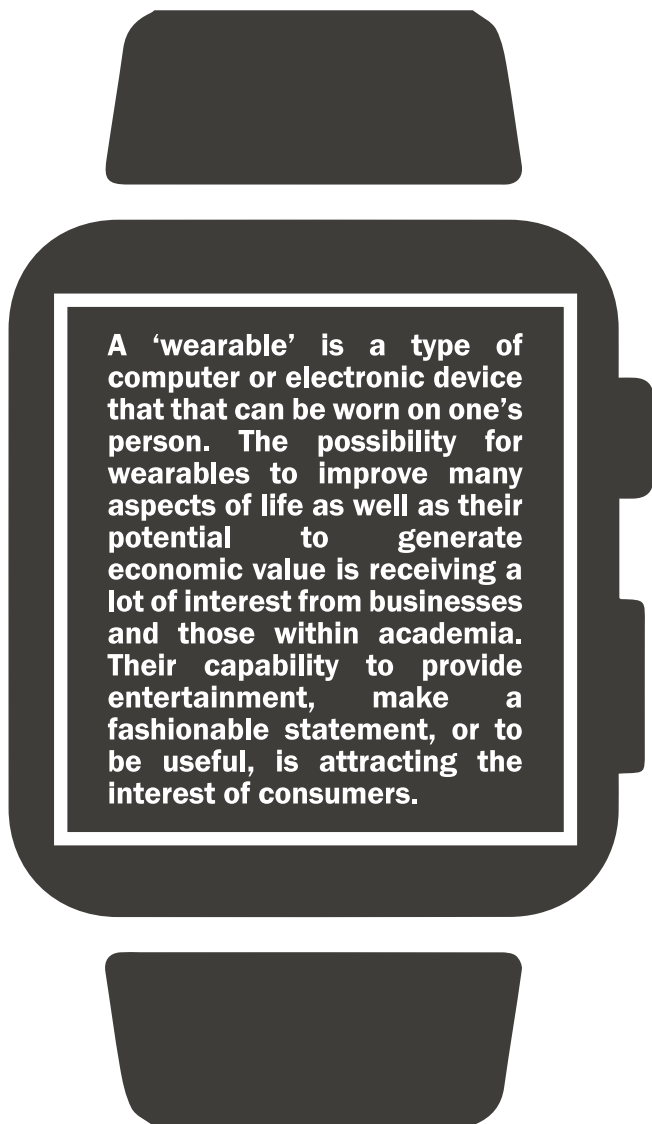 A ‘wearable’ is a type of
computer or electronic device
that that can be worn on one’s
person. The possibility for
wearables to improve many
aspects of life as well as their
potential to generate
economic value is receiving a
lot of interest from businesses
and those within academia.
Their capability to provide
entertainment, make a
fashionable statement, or to
be useful, is attracting the
interest of consumers.